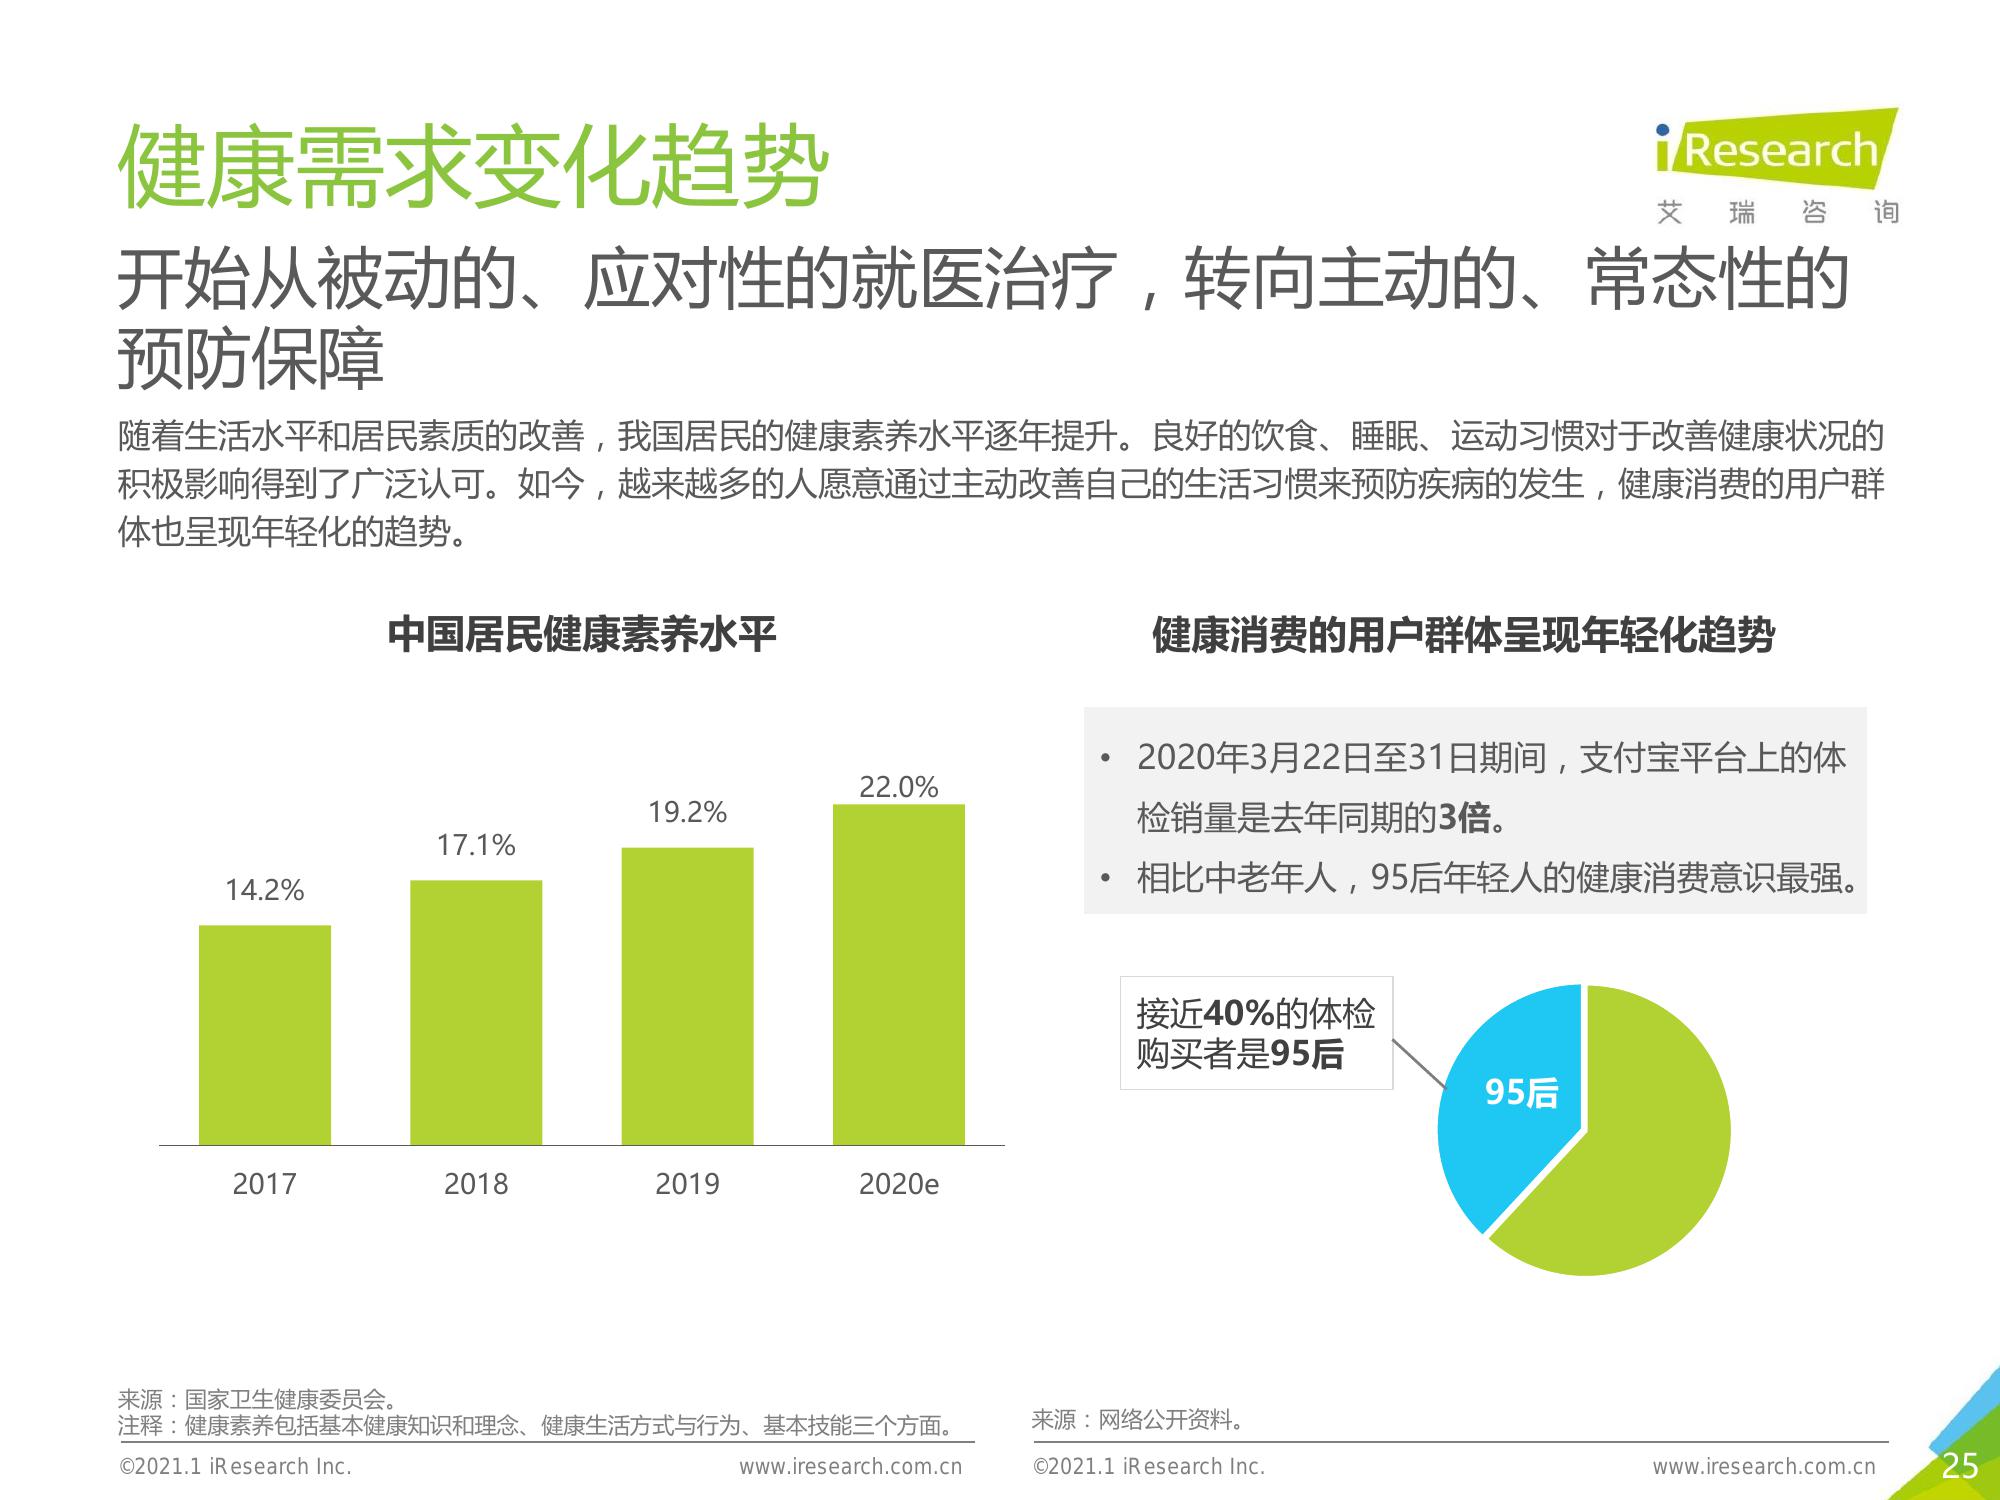 健康需求变化趋势
iResearch
艾瑞咨询
开始从被动的、应对性的就医治疗，转向主动的、常态性的
预防保障
随着生活水平和居民素质的改善，我国居民的健康素养水平逐年提升。良好的饮食、睡眠、运动习惯对于改善健康状况的
积极影响得到了广泛认可。如今，越来越多的人愿意通过主动改善自己的生活习惯来预防疾病的发生，健康消费的用户群
体也呈现年轻化的趋势。
中国居民健康素养水平
14.2%
17.1%
19.2%
22.0%
2017
2018
2019
2020e
健康消费的用户群体呈现年轻化趋势
• 2020年3月22日至31日期间，支付宝平台上的体
检销量是去年同期的3倍。
• 相比中老年人，95后年轻人的健康消费意识最强。
接近40%的体检
购买者是95后
95后
来源：国家卫生健康委员会。
注释：健康素养包括基本健康知识和理念、健康生活方式与行为、基本技能三个方面。
来源：网络公开资料。
©2021.1 iResearch Inc.
www.iresearch.com.cn
©2021.1 iResearch Inc.
www.iresearch.com.cn
25